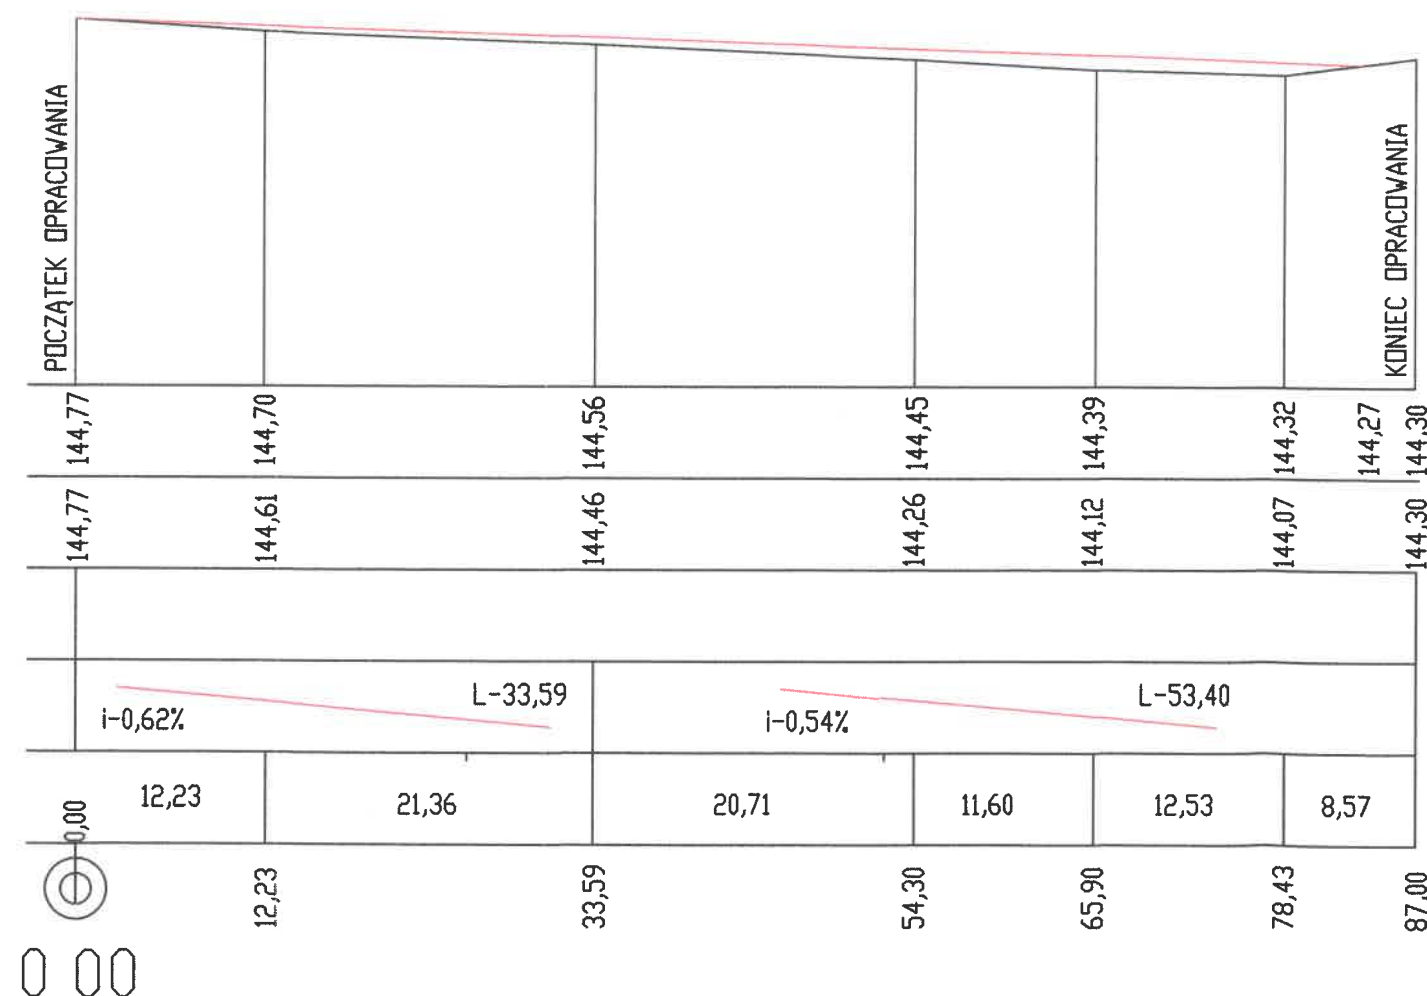 POCZĄTEK OPRACOWANIA
KONIEC OPRACOWANIA
144,77 144,70 144,56 144,45 144,39 144,32 144,27 144,30
144,77 144,61 144,46 144,26 144,12 144,07 144,30
L-33,59 L-53,40
i-0,62% i-0,54%
12,23 21,36 20,71 11,60 12,53 8,57
0,00
12,23 33,59 54,30 65,90 78,43 87,00
0 00